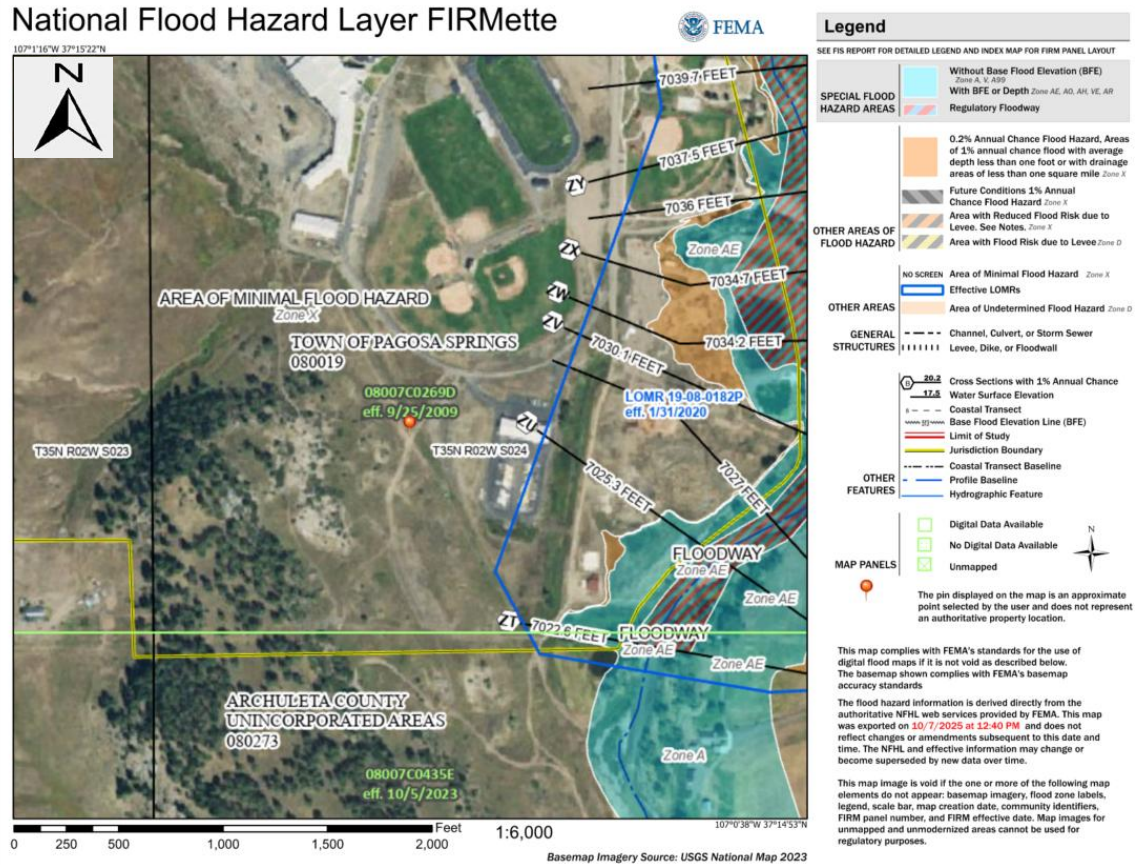 National Flood Hazard Layer FIRMette
FEMA
107°1'16"W 37°15'22"N
N
7039.7 FEET
7037.5 FEET
ZY
7036 FEET
Zone AE
ZX
7034.7 FEET
ZW
AREA OF MINIMAL FLOOD HAZARD
Zone X
ZV
7034.2 FEET
TOWN OF PAGOSA SPRINGS
080019
7030.1 FEET
08007C0269D
eff. 9/25/2009
LOMR 19-08-0182P
eff. 1/31/2020
ZU
T35N R02W S023
T35N R02W S024
7025.3 FEET
7027 FEET
FLOODWAY
Zone AE
Zone AE
ZT
7022.6 FEET
FLOODWAY
Zone AE
Zone AE
ARCHULETA COUNTY
UNINCORPORATED AREAS
080273
Zone A
08007C0435E
eff. 10/5/2023
107°0'38"W 37°14'53"N
Feet
1:6,000
0 250 500 1,000 1,500 2,000
Basemap Imagery Source: USGS National Map 2023
Legend
SEE FIS REPORT FOR DETAILED LEGEND AND INDEX MAP FOR FIRM PANEL LAYOUT
SPECIAL FLOOD
HAZARD AREAS
Without Base Flood Elevation (BFE)
Zone A, V, A99
With BFE or Depth Zone AE, AO, AH, VE, AR
Regulatory Floodway
OTHER AREAS OF
FLOOD HAZARD
0.2% Annual Chance Flood Hazard, Areas
of 1% annual chance flood with average
depth less than one foot or with drainage
areas of less than one square mile Zone X
Future Conditions 1% Annual
Chance Flood Hazard Zone X
Area with Reduced Flood Risk due to
Levee. See Notes. Zone X
Area with Flood Risk due to Levee Zone D
OTHER AREAS
NO SCREEN Area of Minimal Flood Hazard Zone X
Effective LOMRs
Area of Undetermined Flood Hazard Zone D
GENERAL
STRUCTURES
Channel, Culvert, or Storm Sewer
Levee, Dike, or Floodwall
OTHER
FEATURES
B 20.2 Cross Sections with 1% Annual Chance
17.5 Water Surface Elevation
8 Coastal Transect
513 Base Flood Elevation Line (BFE)
Limit of Study
Jurisdiction Boundary
Coastal Transect Baseline
Profile Baseline
Hydrographic Feature
MAP PANELS
Digital Data Available
No Digital Data Available
Unmapped
N
The pin displayed on the map is an approximate
point selected by the user and does not represent
an authoritative property location.
This map complies with FEMA's standards for the use of
digital flood maps if it is not void as described below.
The basemap shown complies with FEMA's basemap
accuracy standards
The flood hazard information is derived directly from the
authoritative NFHL web services provided by FEMA. This map
was exported on 10/7/2025 at 12:40 PM and does not
reflect changes or amendments subsequent to this date and
time. The NFHL and effective information may change or
become superseded by new data over time.
This map image is void if the one or more of the following map
elements do not appear: basemap imagery, flood zone labels,
legend, scale bar, map creation date, community identifiers,
FIRM panel number, and FIRM effective date. Map images for
unmapped and unmodernized areas cannot be used for
regulatory purposes.